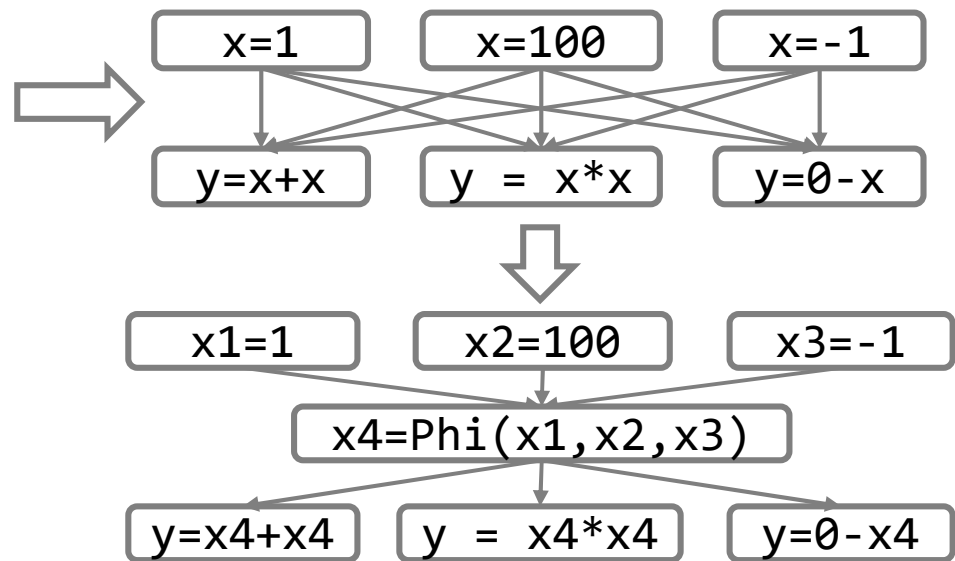 x=1 x=100 x=-1
y=x+x y = x*x y=0-x
x1=1 x2=100 x3=-1
x4=Phi(x1,x2,x3)
y=x4+x4 y = x4*x4 y=0-x4